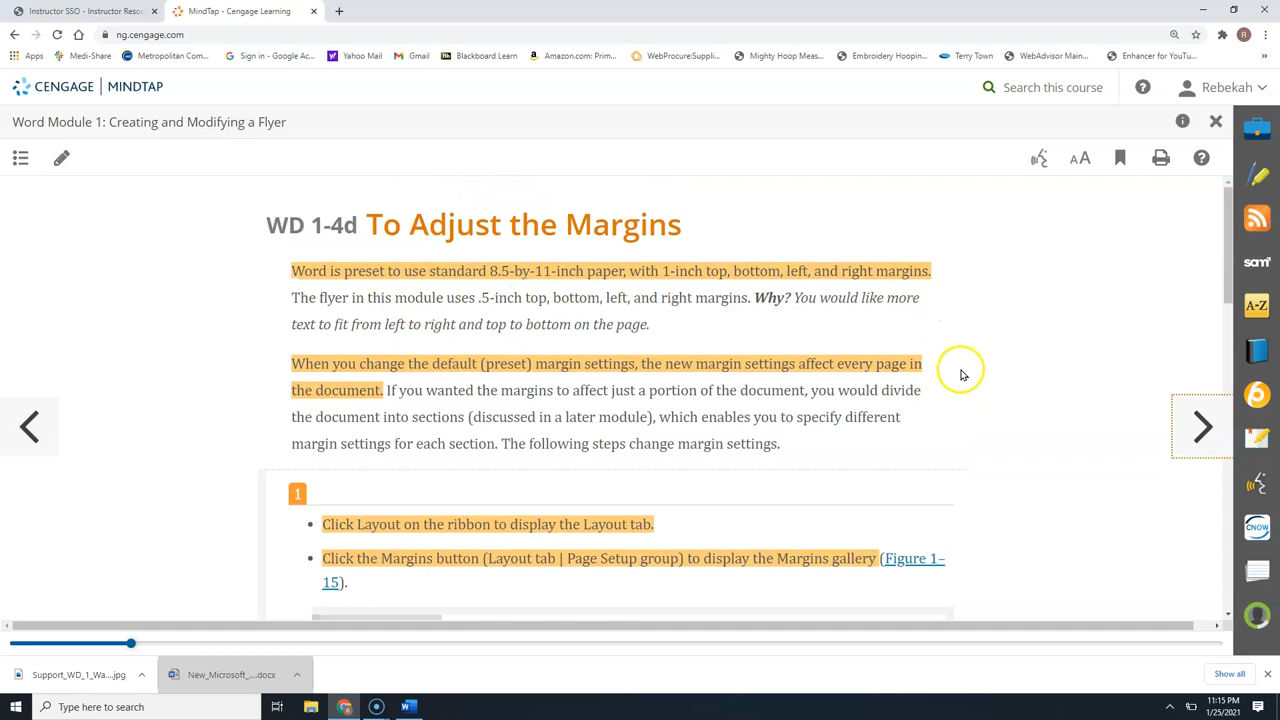 Instructor SSO - Instructor Resou
MindTap - Cengage Learning
ng.cengage.com
R
Apps
Medi-Share
Metropolitan Com...
Sign in - Google Ac...
Yahoo Mail
Gmail
Blackboard Learn
Amazon.com: Prim...
WebProcure:Suppli...
Mighty Hoop Meas...
Embroidery Hooping...
Terry Town
WebAdvisor Main...
Enhancer for YouTu...
CENGAGE | MINDTAP
Search this course
Rebekah
Word Module 1: Creating and Modifying a Flyer
AA
WD 1-4d To Adjust the Margins
Word is preset to use standard 8.5-by-11-inch paper, with 1-inch top, bottom, left, and right margins.
The flyer in this module uses .5-inch top, bottom, left, and right margins. Why? You would like more
text to fit from left to right and top to bottom on the page.
When you change the default (preset) margin settings, the new margin settings affect every page in
the document. If you wanted the margins to affect just a portion of the document, you would divide
the document into sections (discussed in a later module), which enables you to specify different
margin settings for each section. The following steps change margin settings.
1
• Click Layout on the ribbon to display the Layout tab.
• Click the Margins button (Layout tab | Page Setup group) to display the Margins gallery (Figure 1–
15).
sam
A-Z
CNOW
Support_WD_1_Wa....jpg
New_Microsoft_....docx
Show all
Type here to search
11:15 PM
1/25/2021